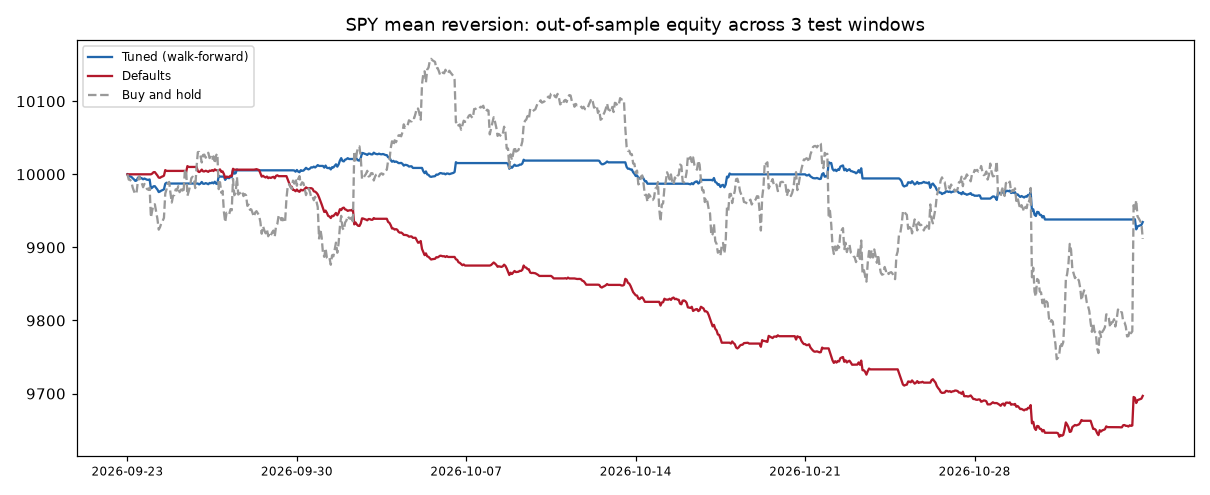 SPY mean reversion: out-of-sample equity across 3 test windows
Tuned (walk-forward)
Defaults
Buy and hold
10100
10000
9900
9800
9700
2026-09-23
2026-09-30
2026-10-07
2026-10-14
2026-10-21
2026-10-28